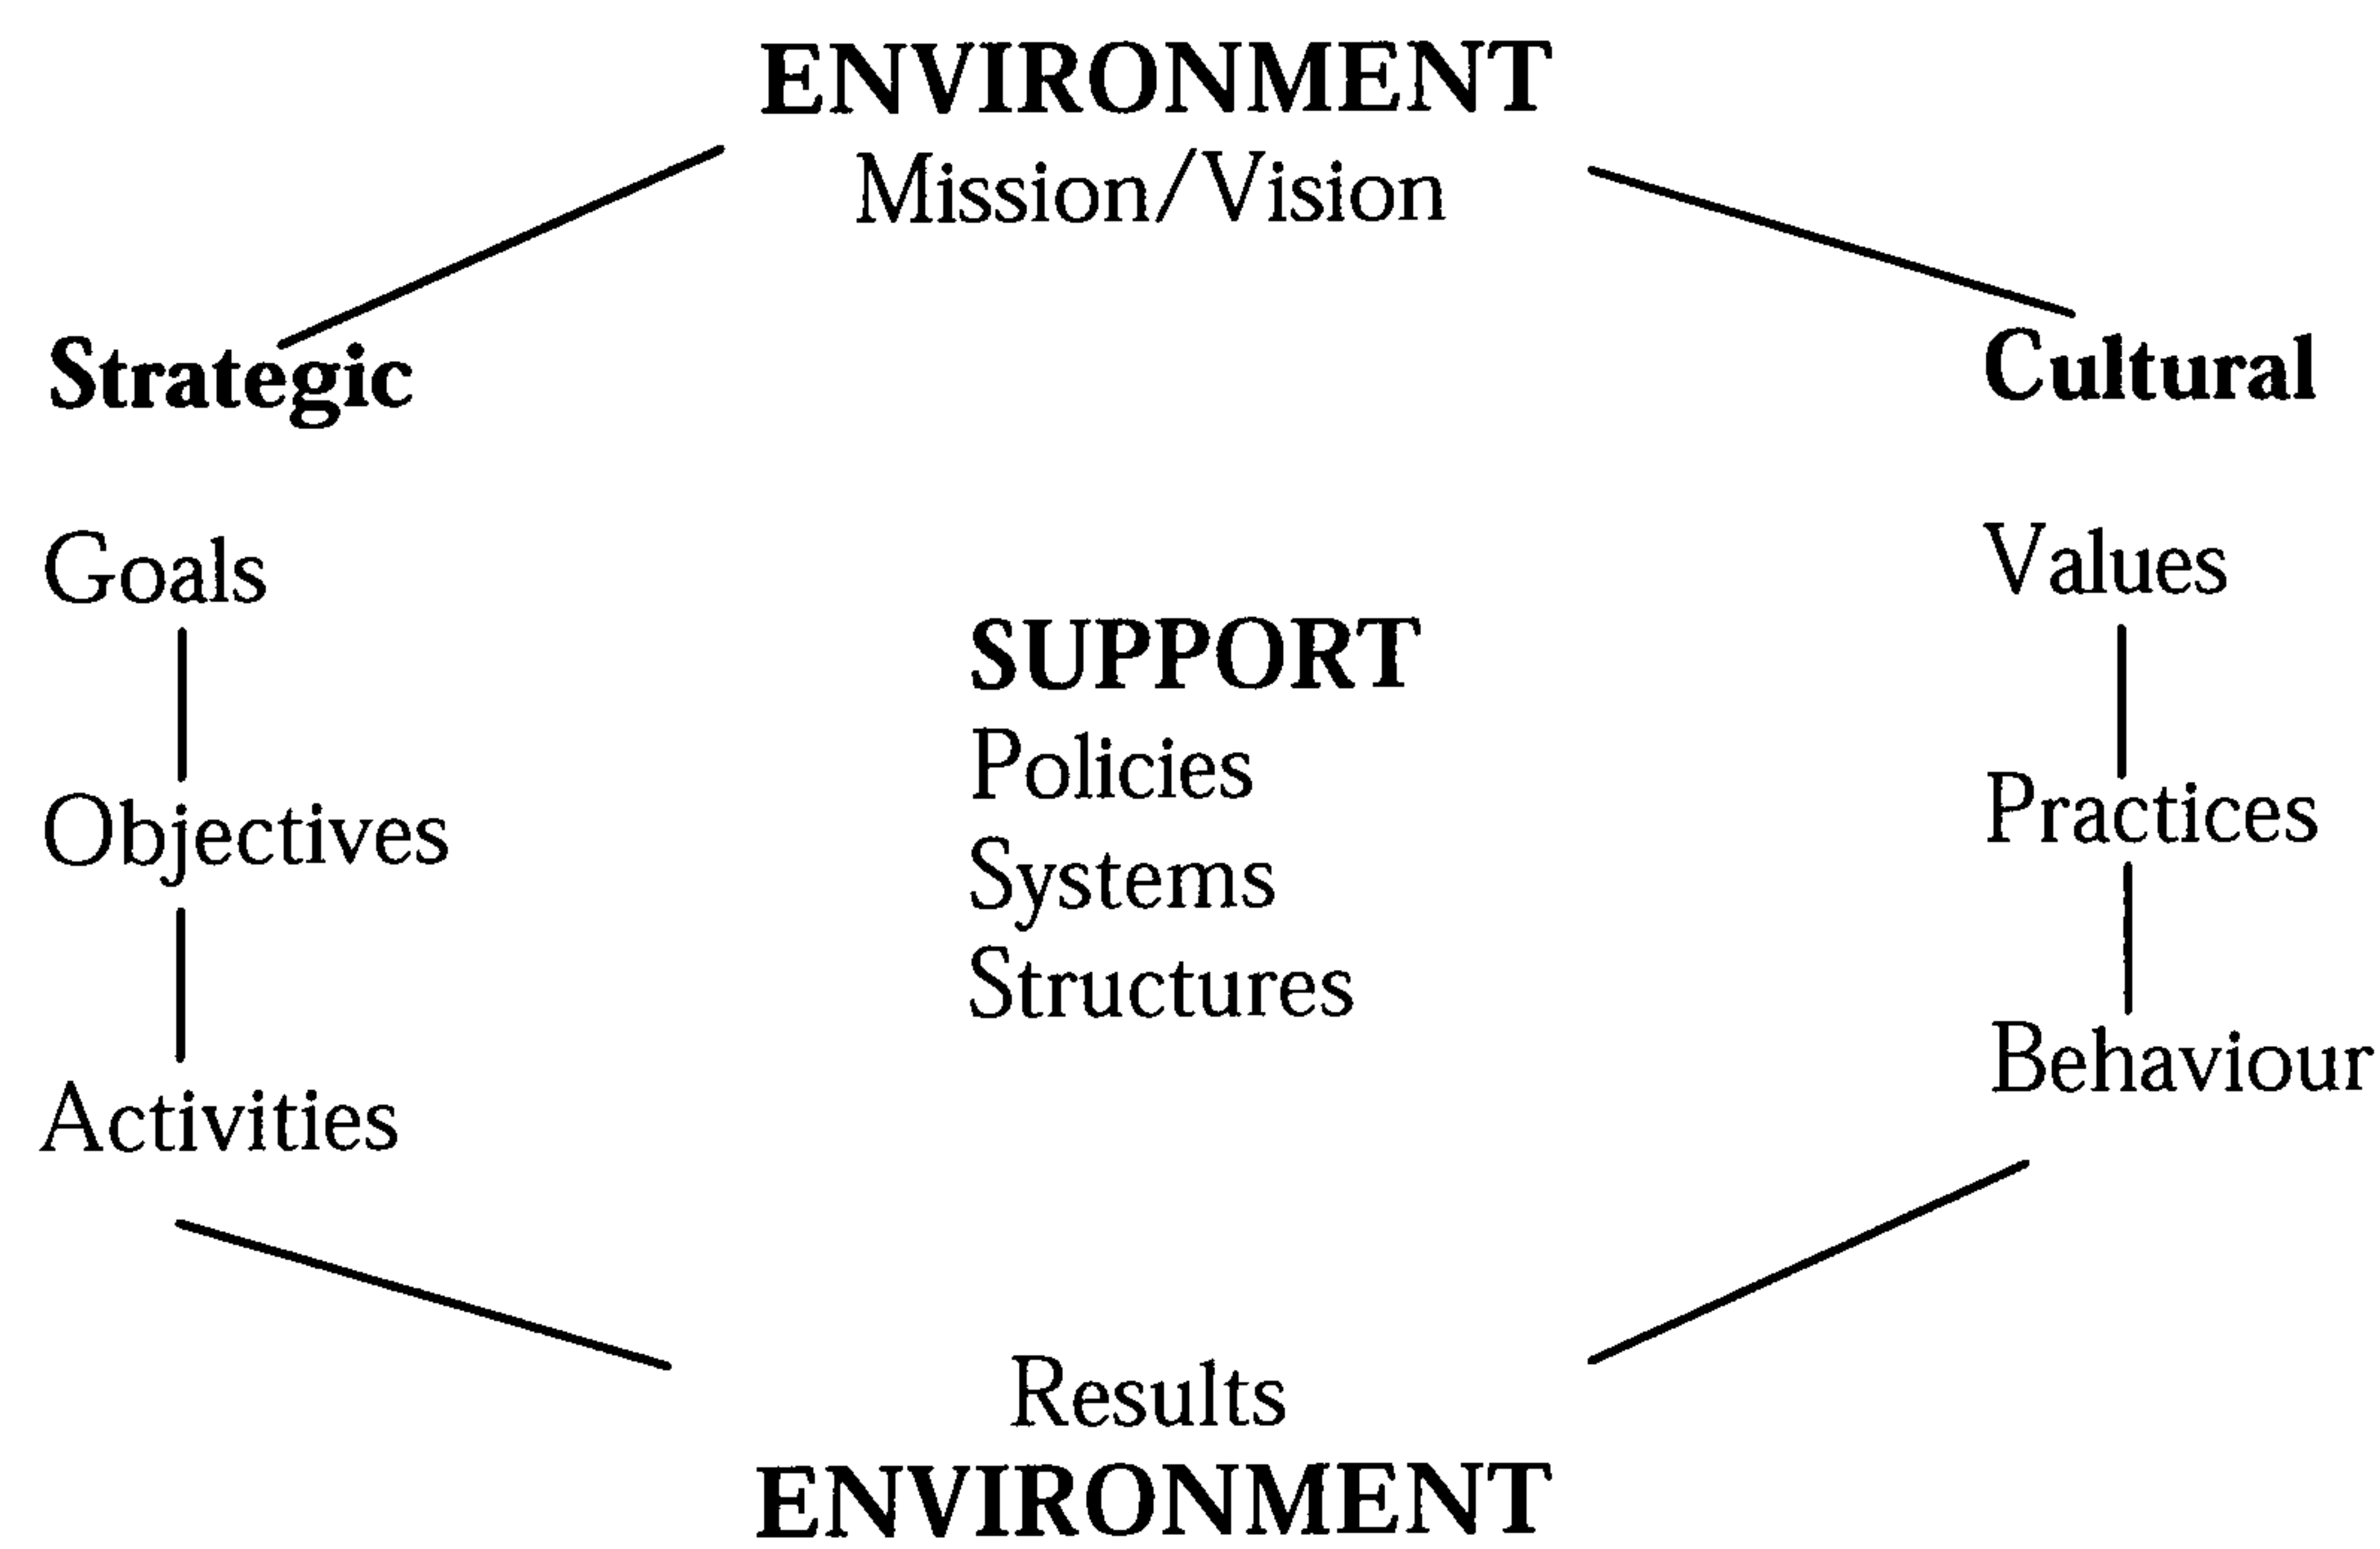 ENVIRONMENT
Mission/Vision
Strategic
Cultural
Goals
Values
SUPPORT
Policies
Systems
Structures
Objectives
Practices
Activities
Behaviour
Results
ENVIRONMENT